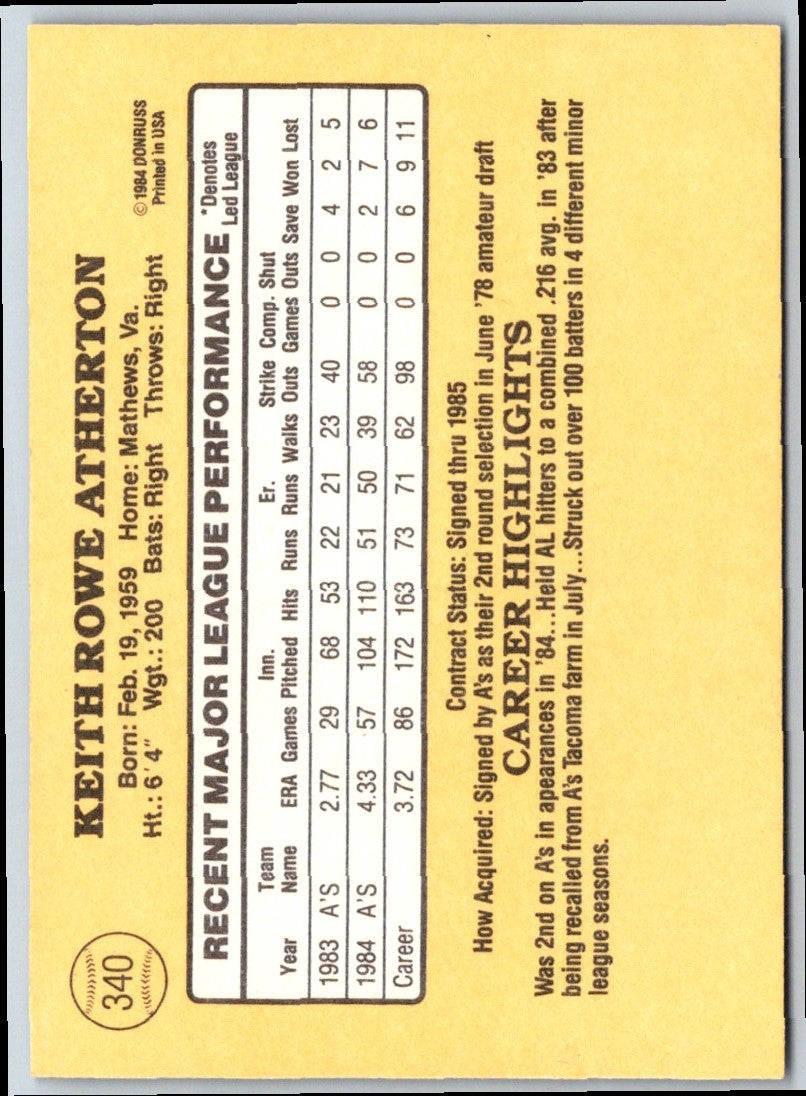 340
KEITH ROWE ATHERTON
Born: Feb. 19, 1959 Home: Mathews, Va.
Ht.: 6'4" Wgt.: 200 Bats: Right Throws: Right
© 1984 DONRUSS
Printed in USA
RECENT MAJOR LEAGUE PERFORMANCE *Denotes Led League
Year Team Name ERA Games Inn. Pitched Hits Runs Er. Runs Walks Strike Outs Comp. Games Shut Outs Save Won Lost
1983 A'S 2.77 29 68 53 22 21 23 40 0 0 4 2 5
1984 A'S 4.33 57 104 110 51 50 39 58 0 0 2 7 6
Career 3.72 86 172 163 73 71 62 98 0 0 6 9 11
Contract Status: Signed thru 1985
How Acquired: Signed by A's as their 2nd round selection in June '78 amateur draft
CAREER HIGHLIGHTS
Was 2nd on A's in apearances in '84...Held AL hitters to a combined .216 avg. in '83 after
being recalled from A's Tacoma farm in July...Struck out over 100 batters in 4 different minor
league seasons.